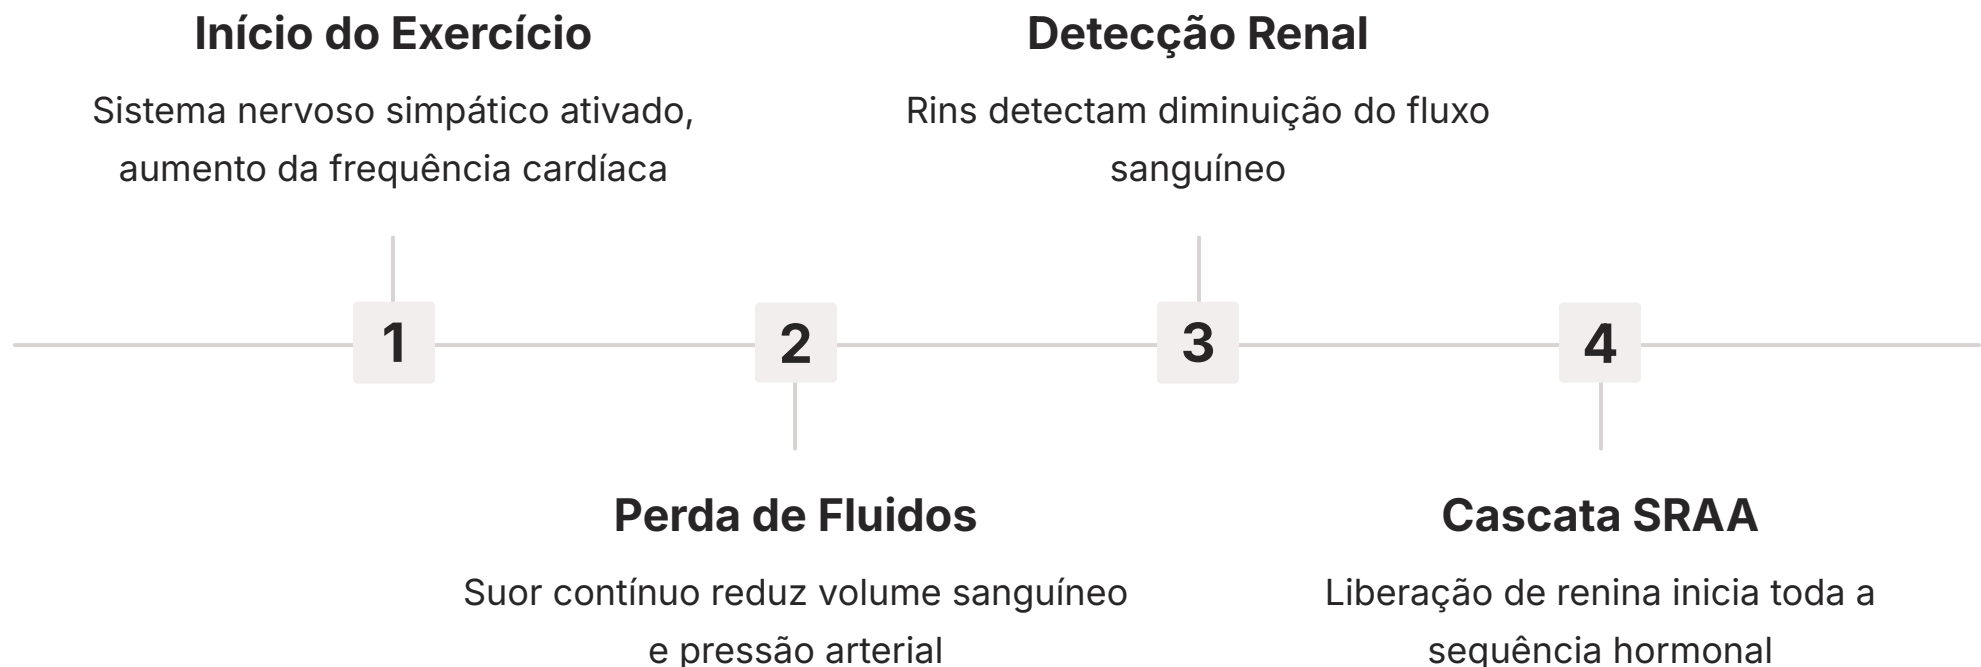 Início do Exercício
Sistema nervoso simpático ativado,
aumento da frequência cardíaca
1
2
Perda de Fluidos
Suor contínuo reduz volume sanguíneo
e pressão arterial
Detecção Renal
Rins detectam diminuição do fluxo
sanguíneo
3
4
Cascata SRAA
Liberação de renina inicia toda a
sequência hormonal